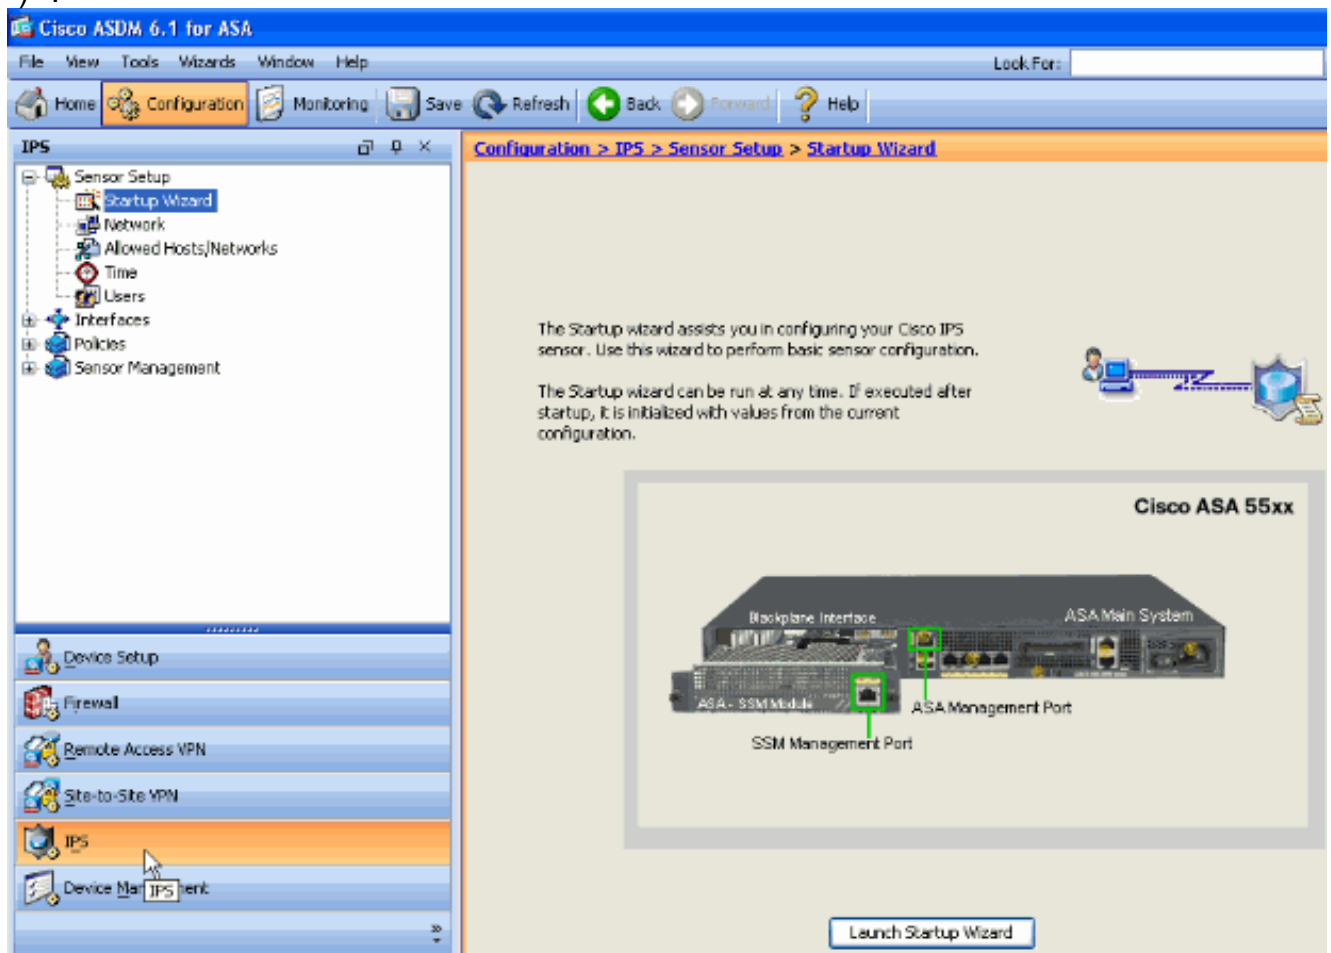 Cisco ASDM 6.1 for ASA
File View Tools Wizards Window Help
Look For:
Home Configuration Monitoring Save Refresh Back Forward Help
IPS
Configuration > IPS > Sensor Setup > Startup Wizard
Sensor Setup
Startup Wizard
Network
Allowed Hosts/Networks
Time
Users
Interfaces
Policies
Sensor Management
The Startup wizard assists you in configuring your Cisco IPS
sensor. Use this wizard to perform basic sensor configuration.
The Startup wizard can be run at any time. If executed after
startup, it is initialized with values from the current
configuration.
Cisco ASA 55xx
Blackplane Interface
ASA Main System
ASA - SSM Module
ASA Management Port
SSM Management Port
Device Setup
Firewall
Remote Access VPN
Site-to-Site VPN
IPS
Device
IPS
Launch Startup Wizard